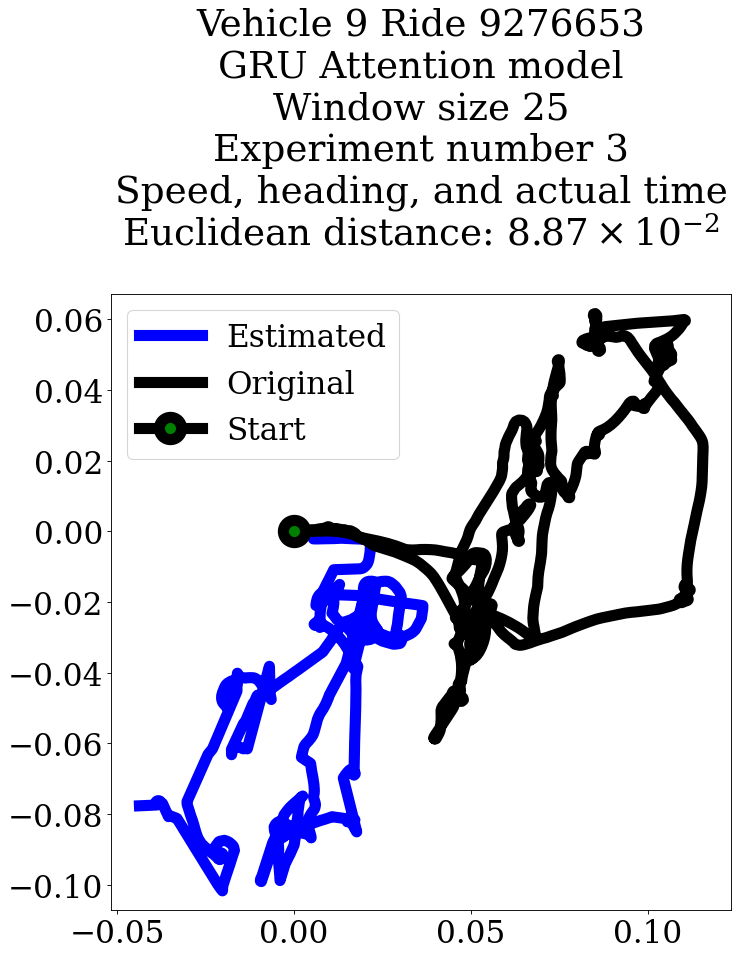 Vehicle 9 Ride 9276653
GRU Attention model
Window size 25
Experiment number 3
Speed, heading, and actual time
Euclidean distance: 8.87 × 10⁻²
Estimated
Original
Start
0.06
0.04
0.02
0.00
−0.02
−0.04
−0.06
−0.08
−0.10
−0.05 0.00 0.05 0.10